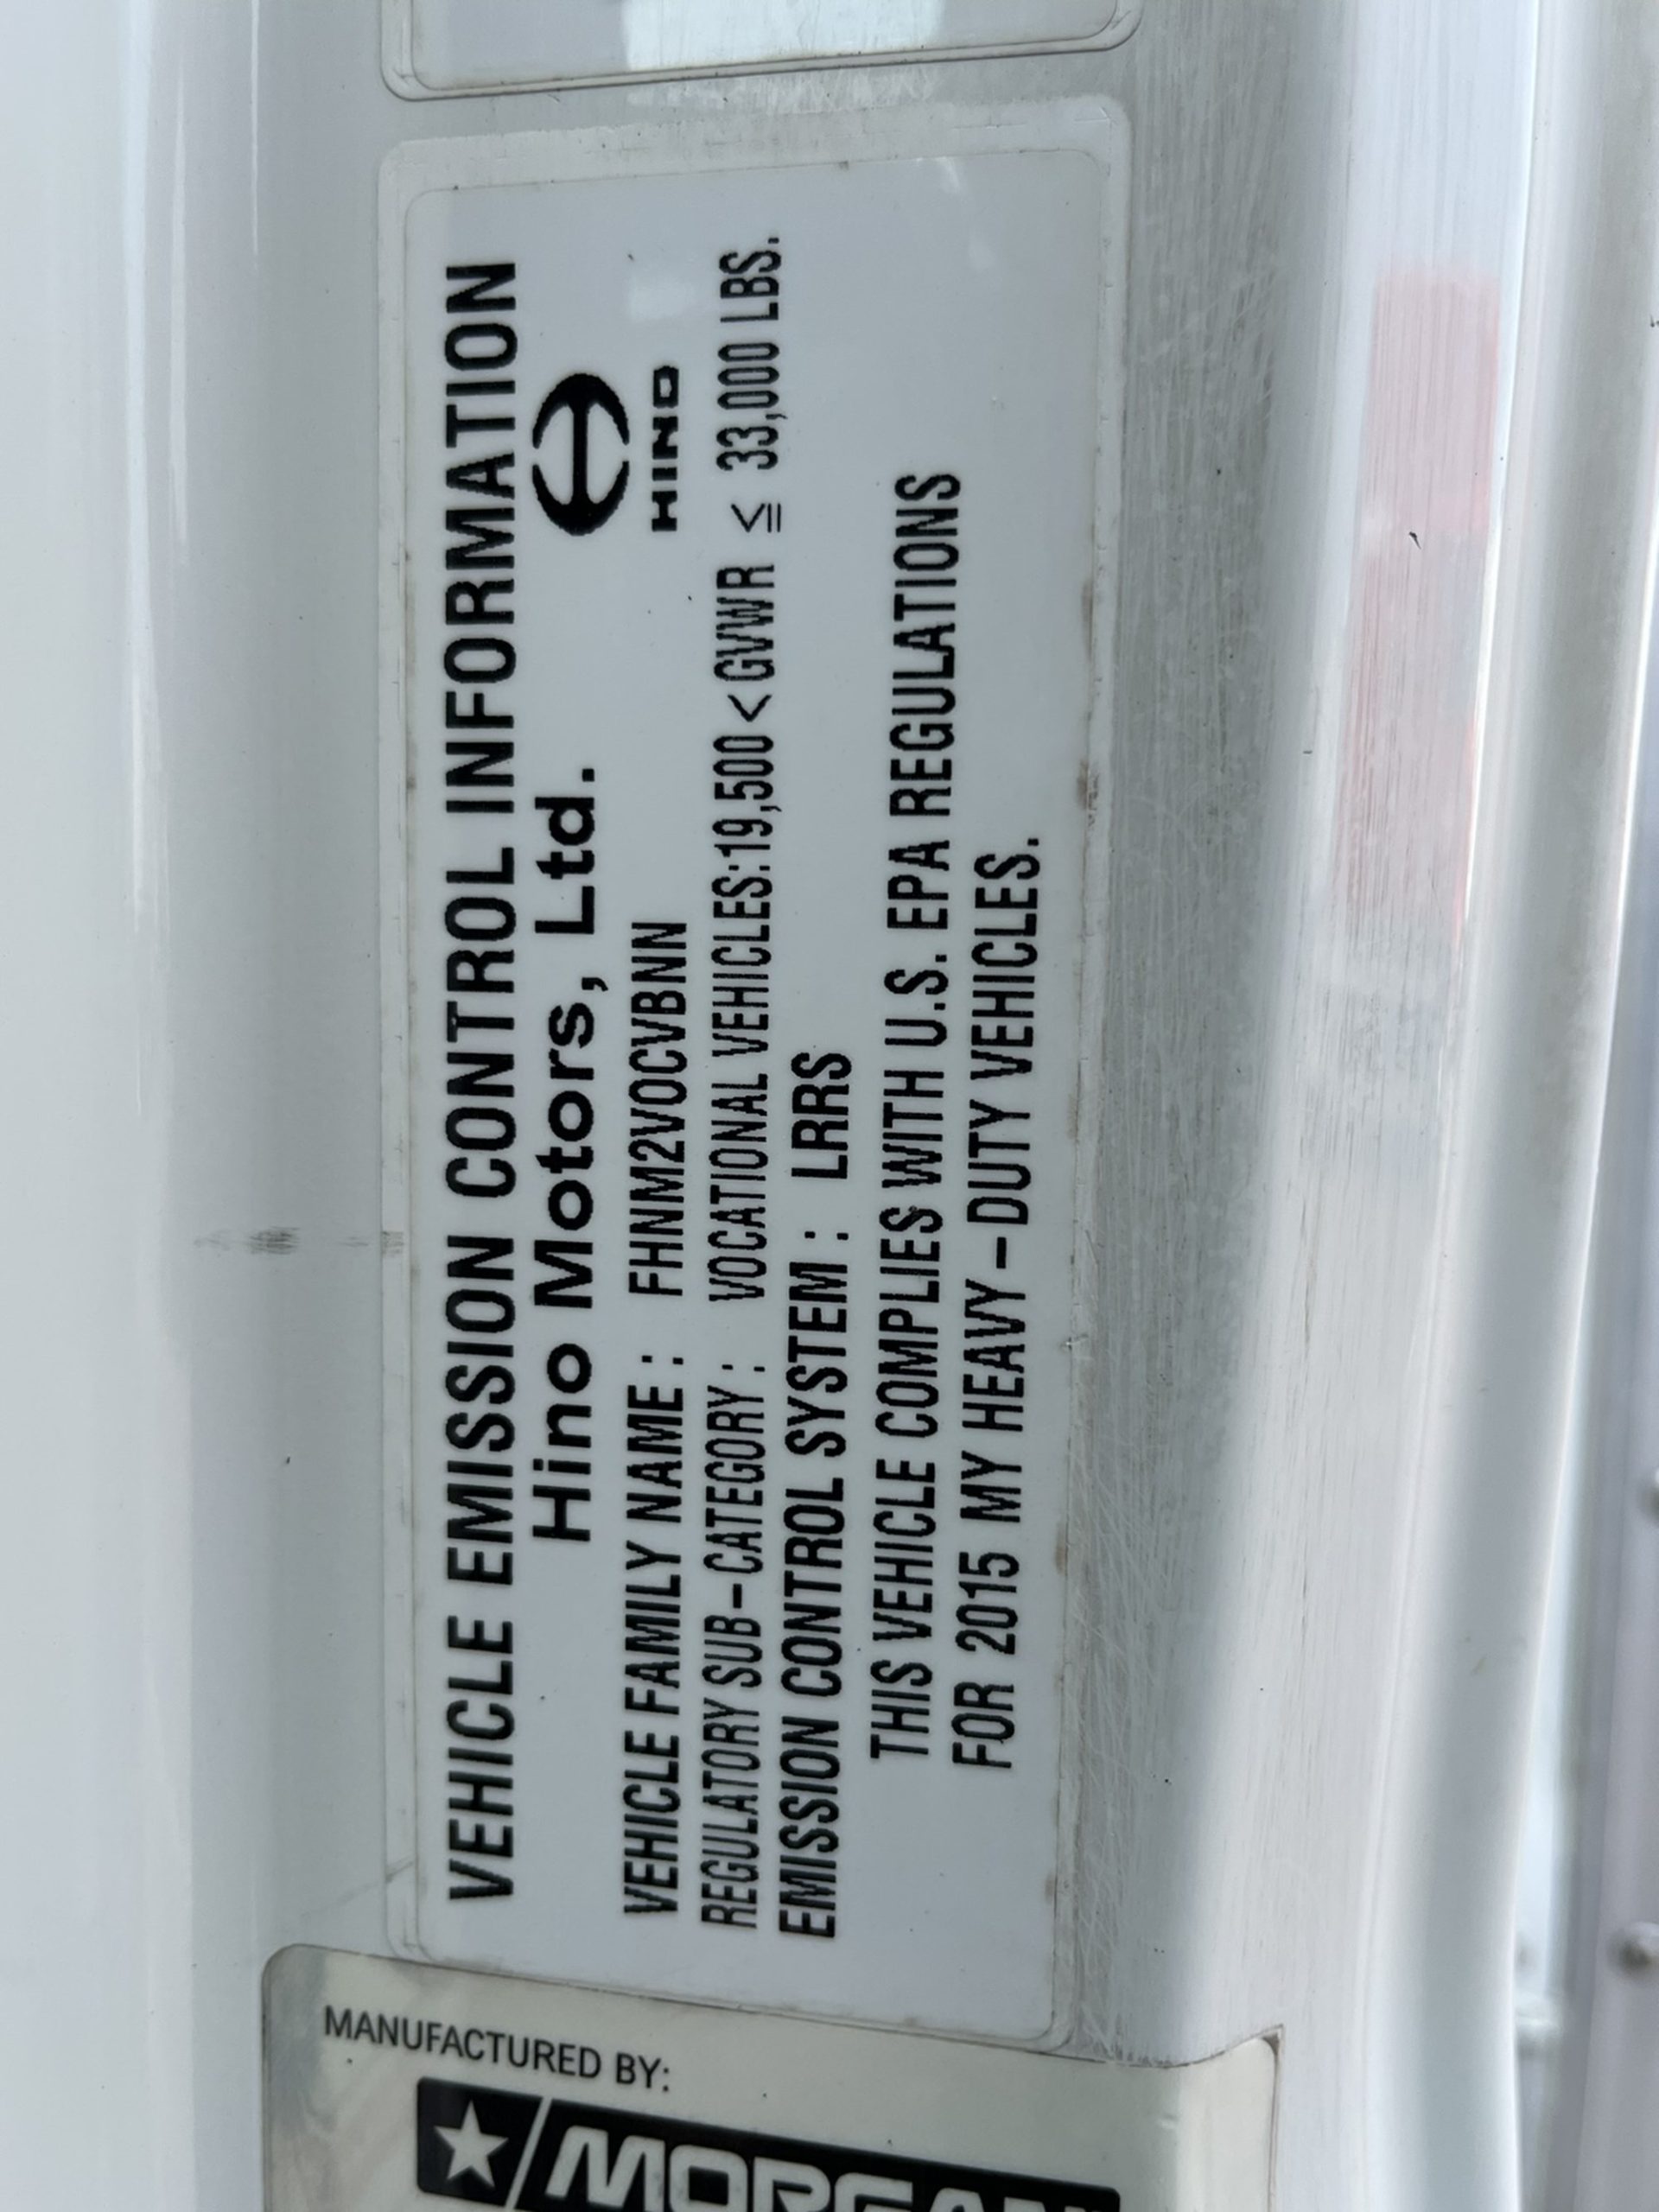 VEHICLE EMISSION CONTROL INFORMATION
Hino Motors, Ltd.
HINO
VEHICLE FAMILY NAME : FHNM2VOCVBNN
REGULATORY SUB-CATEGORY : VOCATIONAL VEHICLES:19,500<GVWR ≦ 33,000 LBS.
EMISSION CONTROL SYSTEM : LRRS
THIS VEHICLE COMPLIES WITH U.S. EPA REGULATIONS
FOR 2015 MY HEAVY-DUTY VEHICLES.
MANUFACTURED BY:
MORGAN